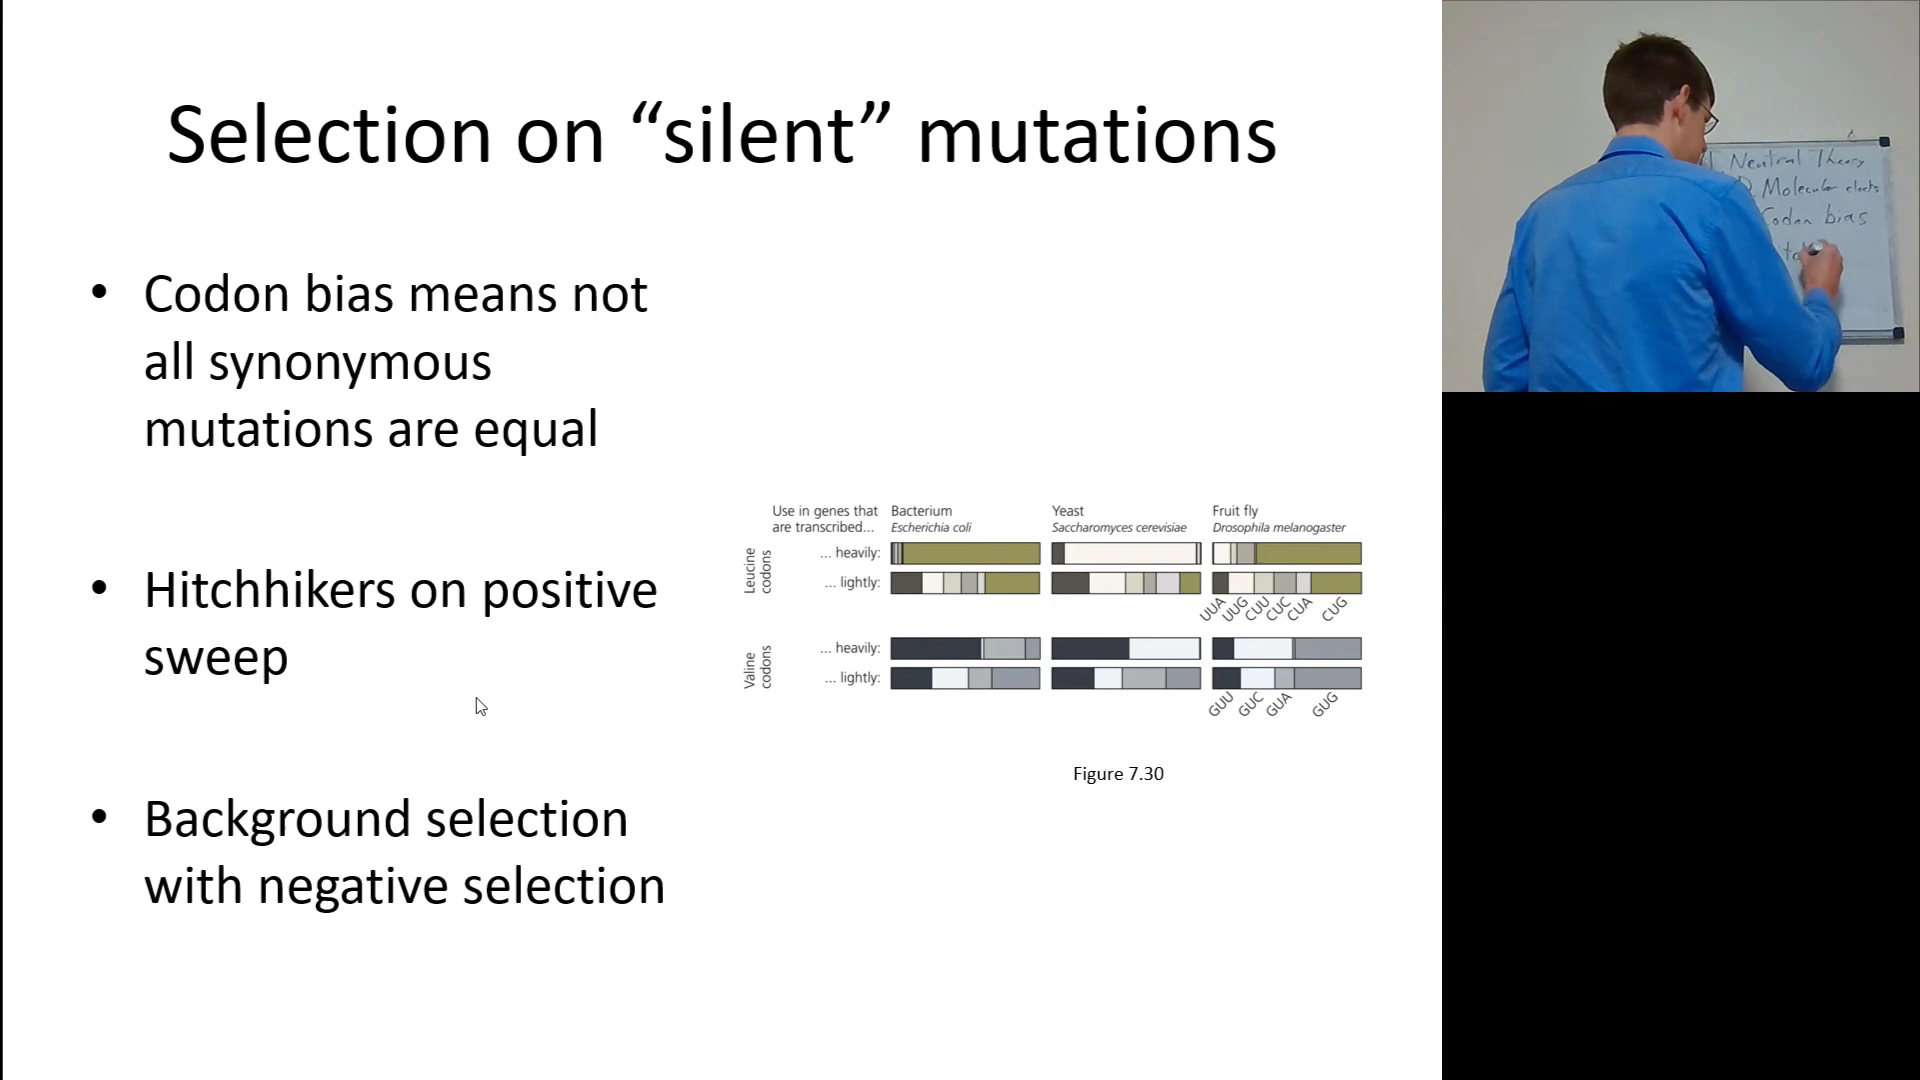 Selection on “silent” mutations
• Codon bias means not
all synonymous
mutations are equal
• Hitchhikers on positive
sweep
• Background selection
with negative selection
Use in genes that
are transcribed...
Bacterium
Escherichia coli
Yeast
Saccharomyces cerevisiae
Fruit fly
Drosophila melanogaster
Leucine
codons
... heavily:
... lightly:
UUA UUG CUU CUC CUA CUG
Valine
codons
... heavily:
... lightly:
GUU GUC GUA GUG
Figure 7.30
Neutral Theory
Molecular clocks
Codon bias